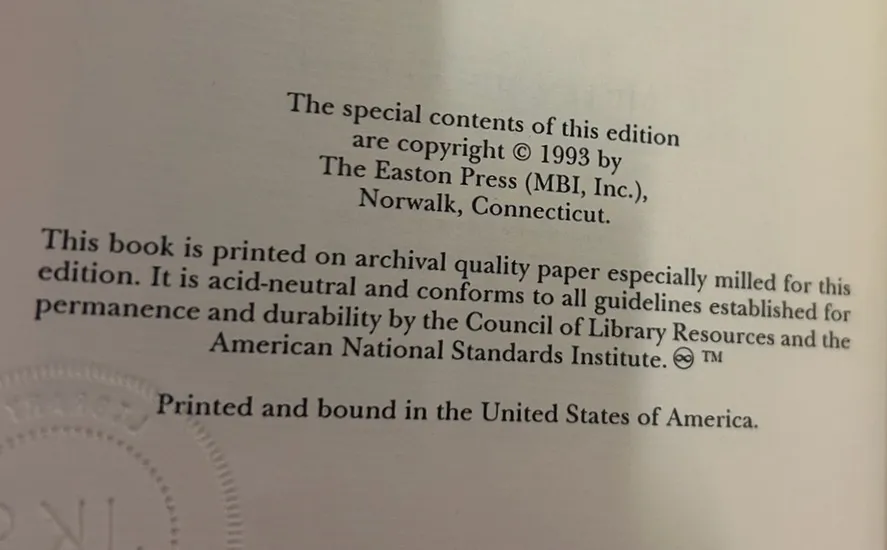 The special contents of this edition
are copyright © 1993 by
The Easton Press (MBI, Inc.),
Norwalk, Connecticut.
This book is printed on archival quality paper especially milled for this
edition. It is acid-neutral and conforms to all guidelines established for
permanence and durability by the Council of Library Resources and the
American National Standards Institute. ♾ ™
Printed and bound in the United States of America.